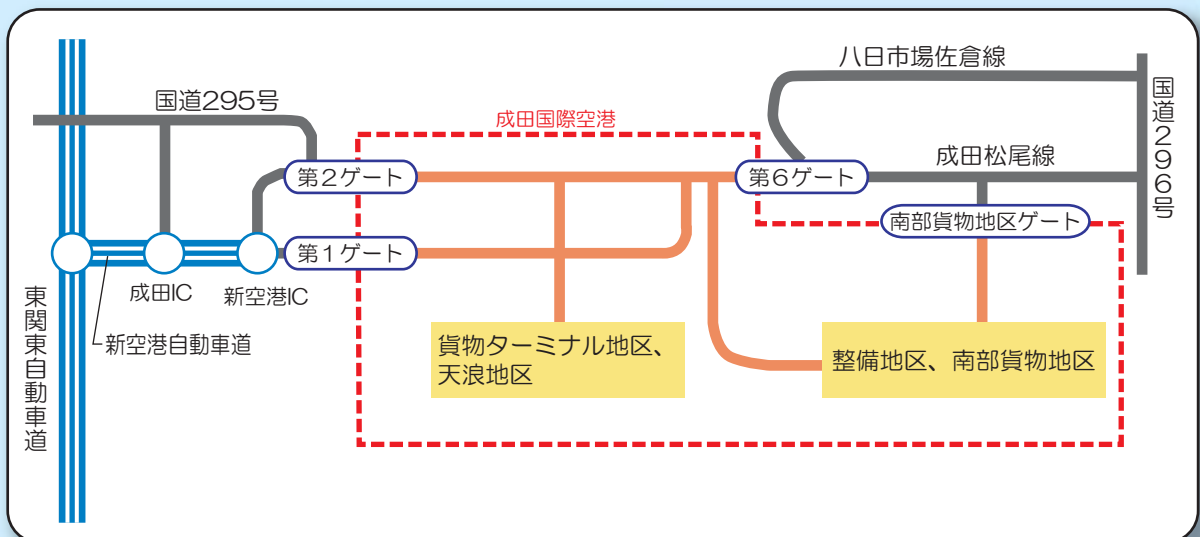 八日市場佐倉線
国道295号
成田国際空港
国道296号
成田松尾線
第2ゲート
第6ゲート
南部貨物地区ゲート
第1ゲート
成田IC
新空港IC
東関東自動車道
新空港自動車道
貨物ターミナル地区、
天浪地区
整備地区、南部貨物地区